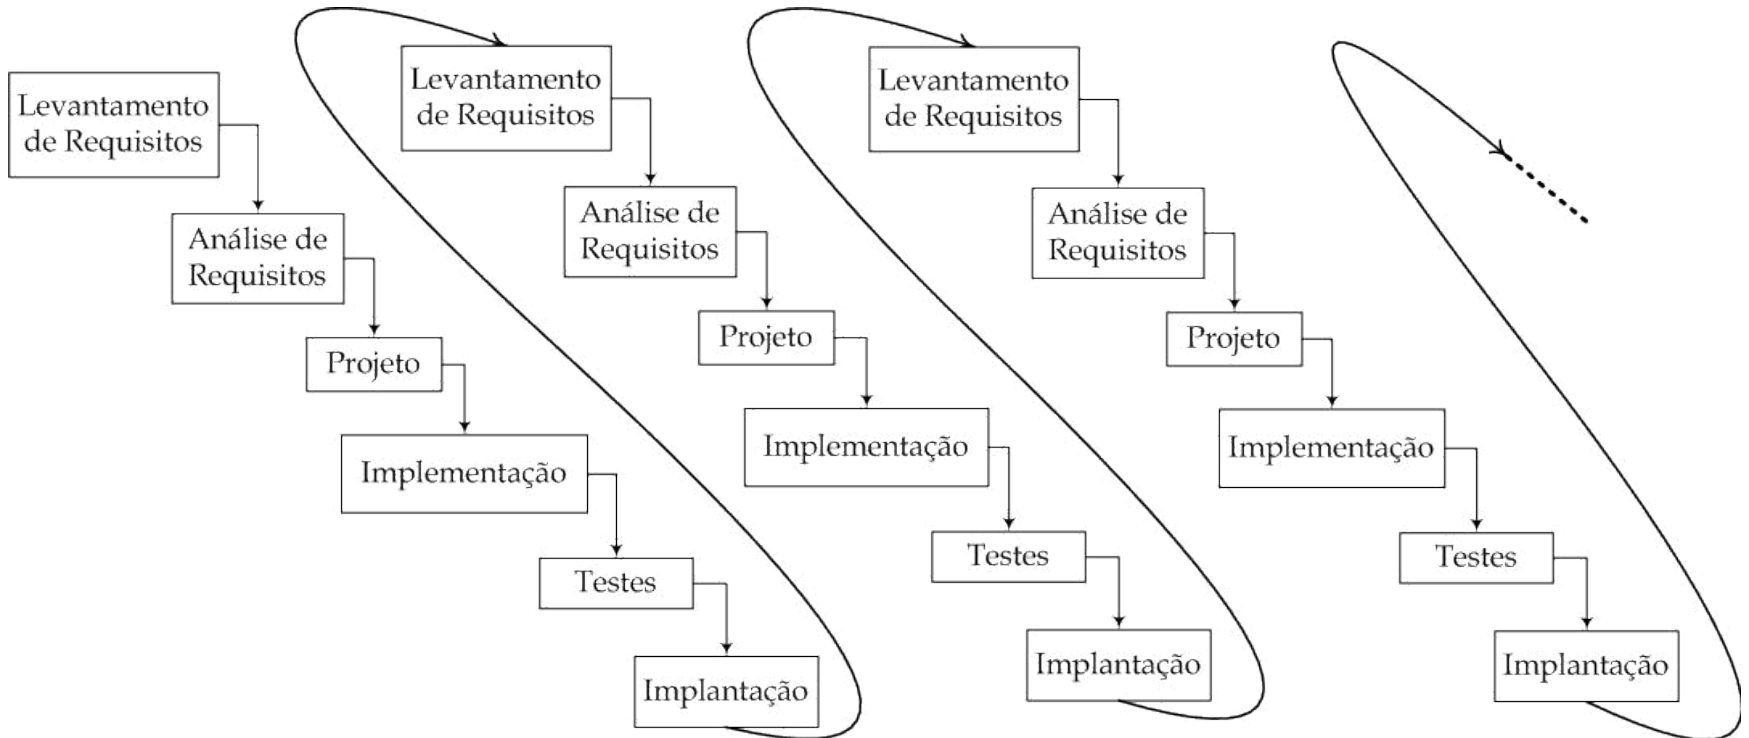 Levantamento
de Requisitos
Análise de
Requisitos
Projeto
Implementação
Testes
Implantação
Levantamento
de Requisitos
Análise de
Requisitos
Projeto
Implementação
Testes
Implantação
Levantamento
de Requisitos
Análise de
Requisitos
Projeto
Implementação
Testes
Implantação